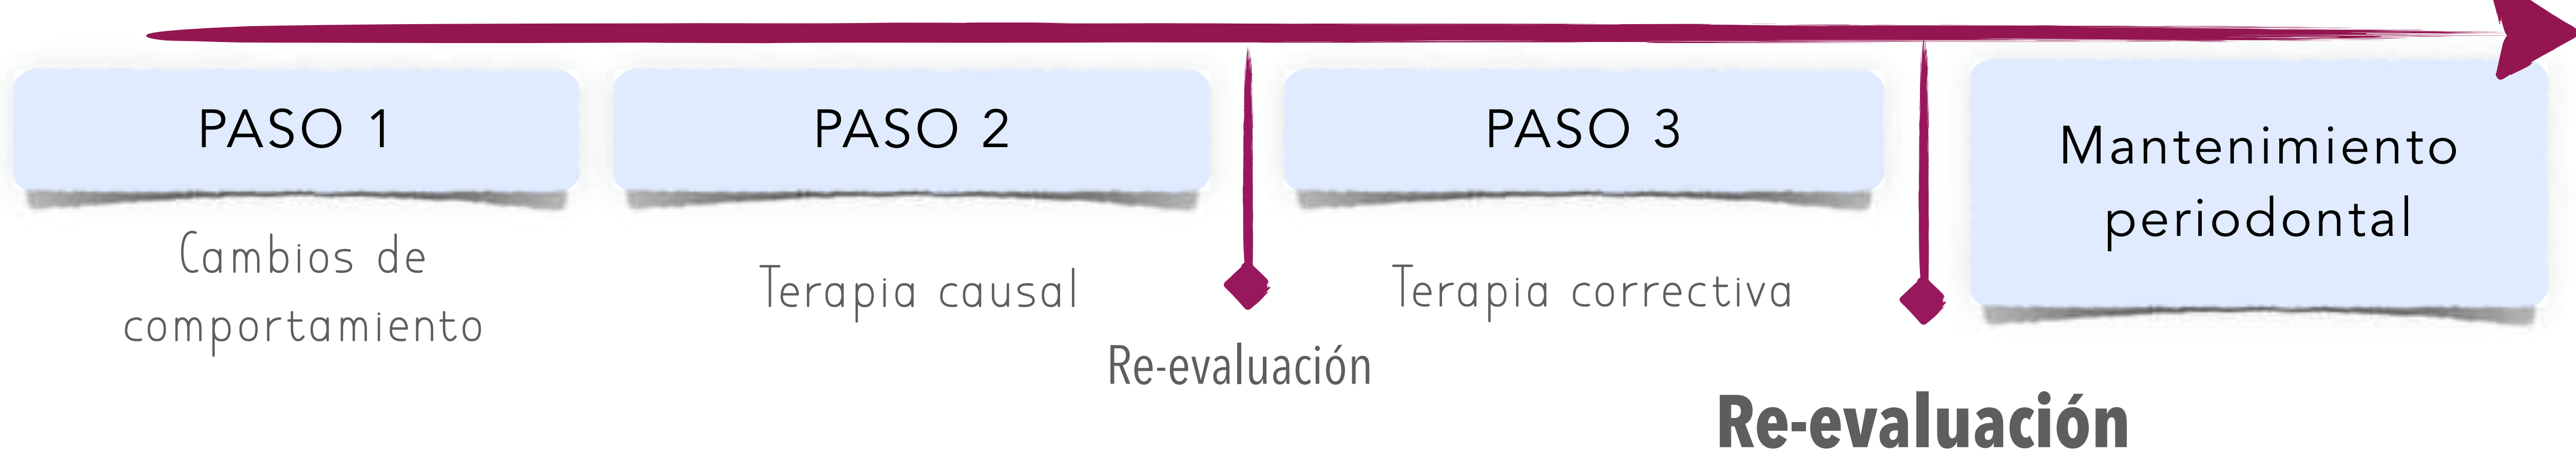 PASO 1
Cambios de
comportamiento
PASO 2
Terapia causal
Re-evaluación
PASO 3
Terapia correctiva
Re-evaluación
Mantenimiento
periodontal